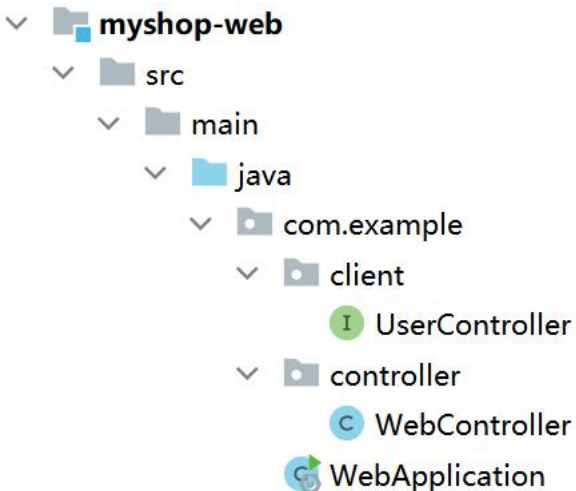 myshop-web
src
main
java
com.example
client
I UserController
controller
C WebController
C WebApplication